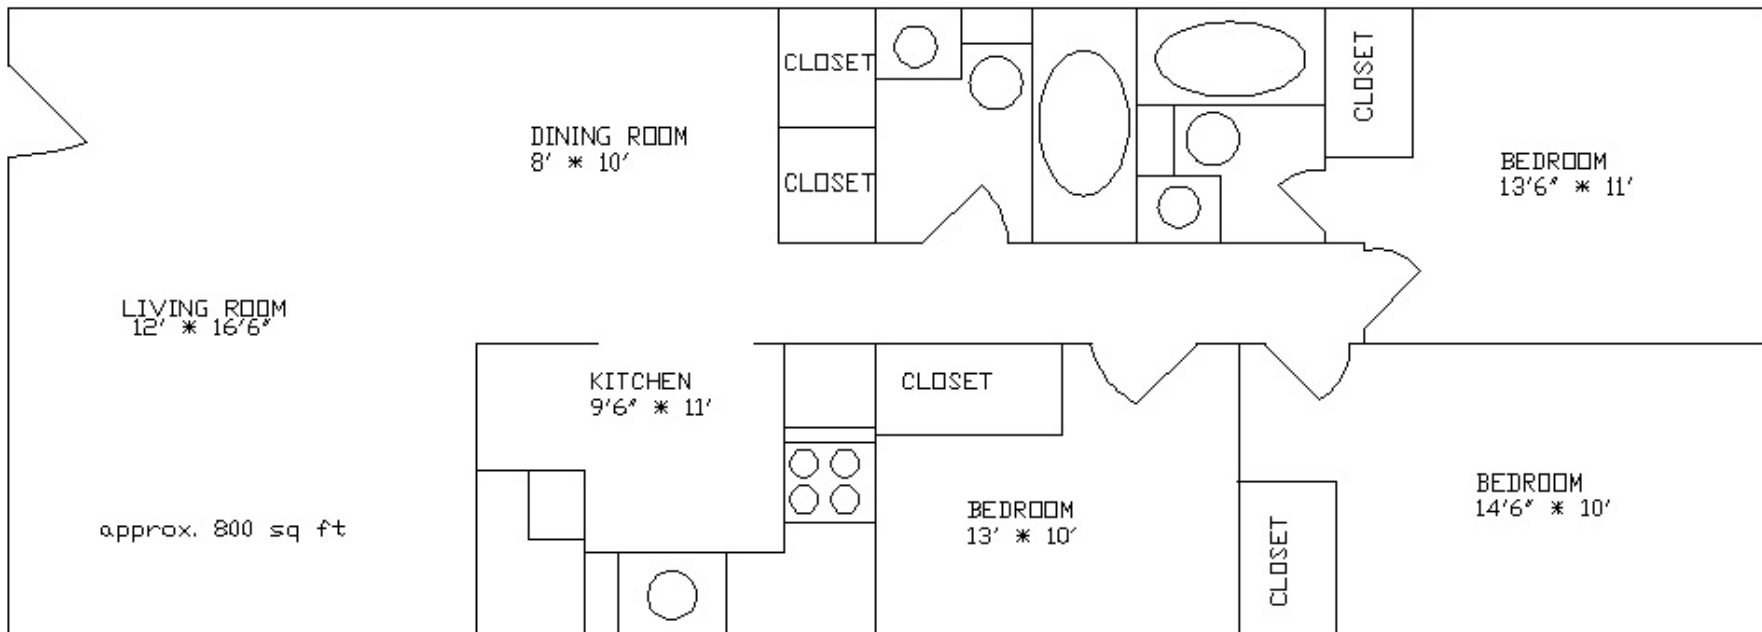 CLOSET
CLOSET
DINING ROOM
8' * 10'
CLOSET
BEDROOM
13'6" * 11'
LIVING ROOM
12' * 16'6"
KITCHEN
9'6" * 11'
CLOSET
BEDROOM
13' * 10'
BEDROOM
14'6" * 10'
CLOSET
approx. 800 sq ft